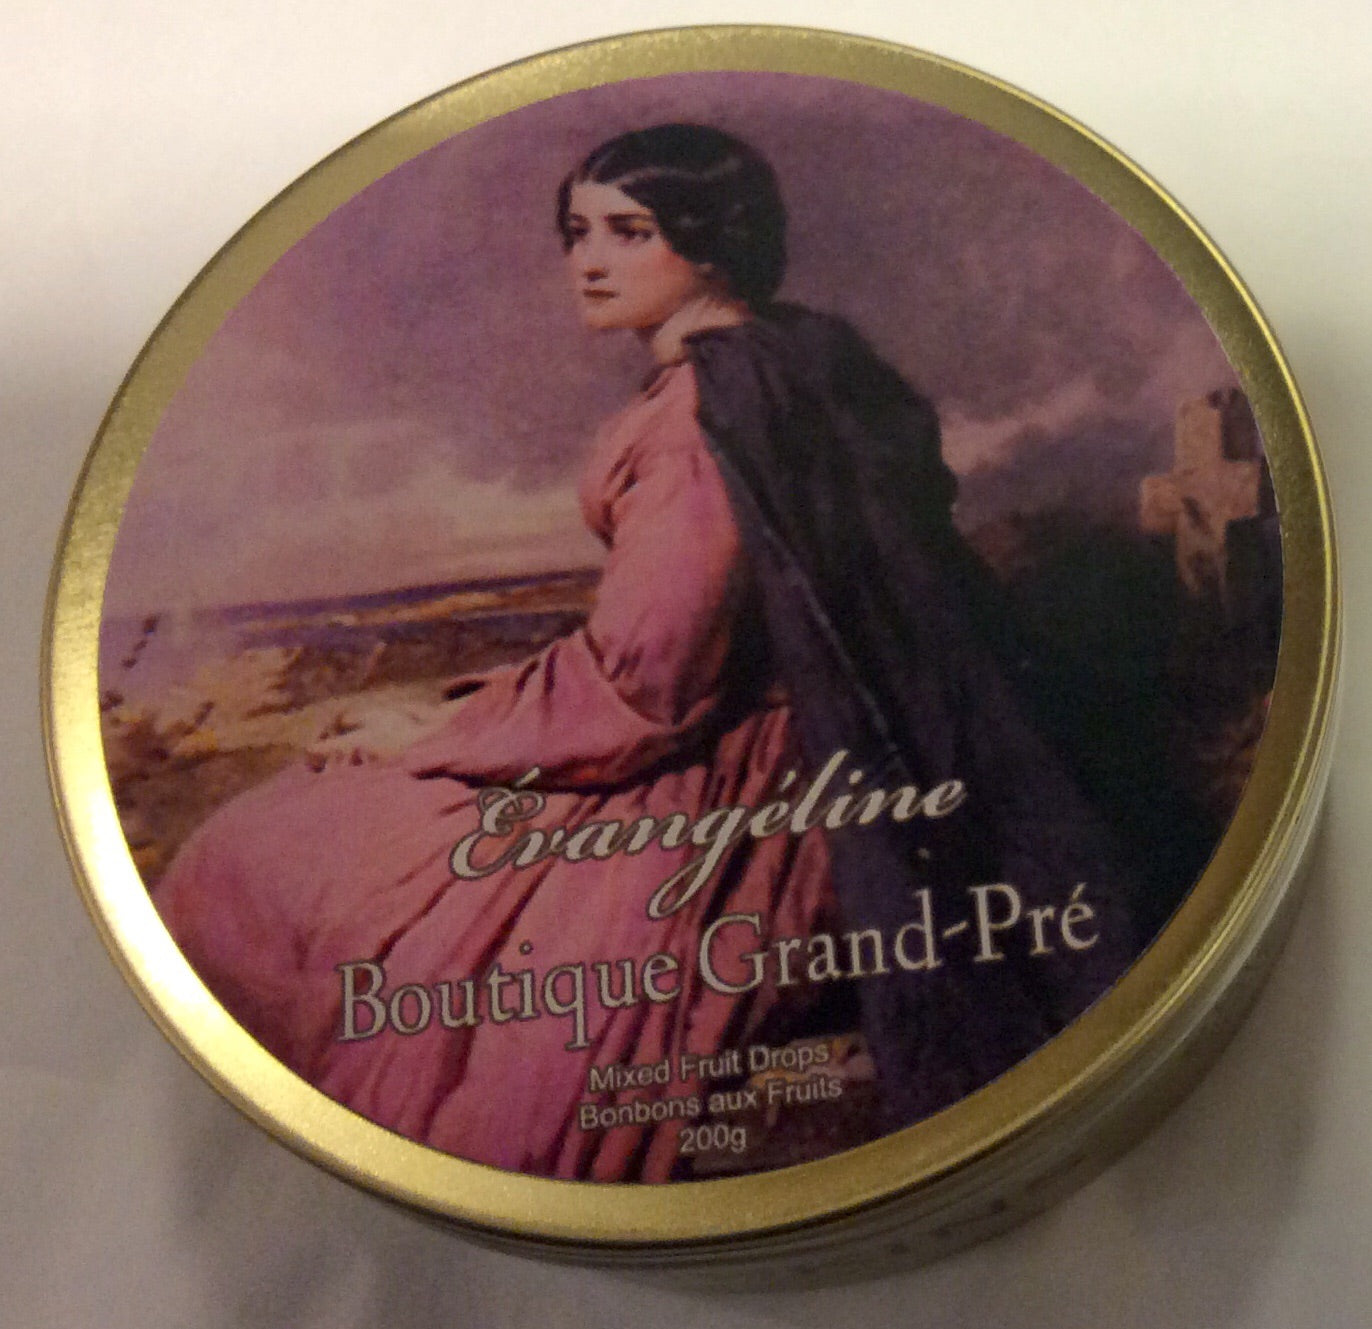 Évangéline
Boutique Grand-Pré
Mixed Fruit Drops
Bonbons aux Fruits
200g